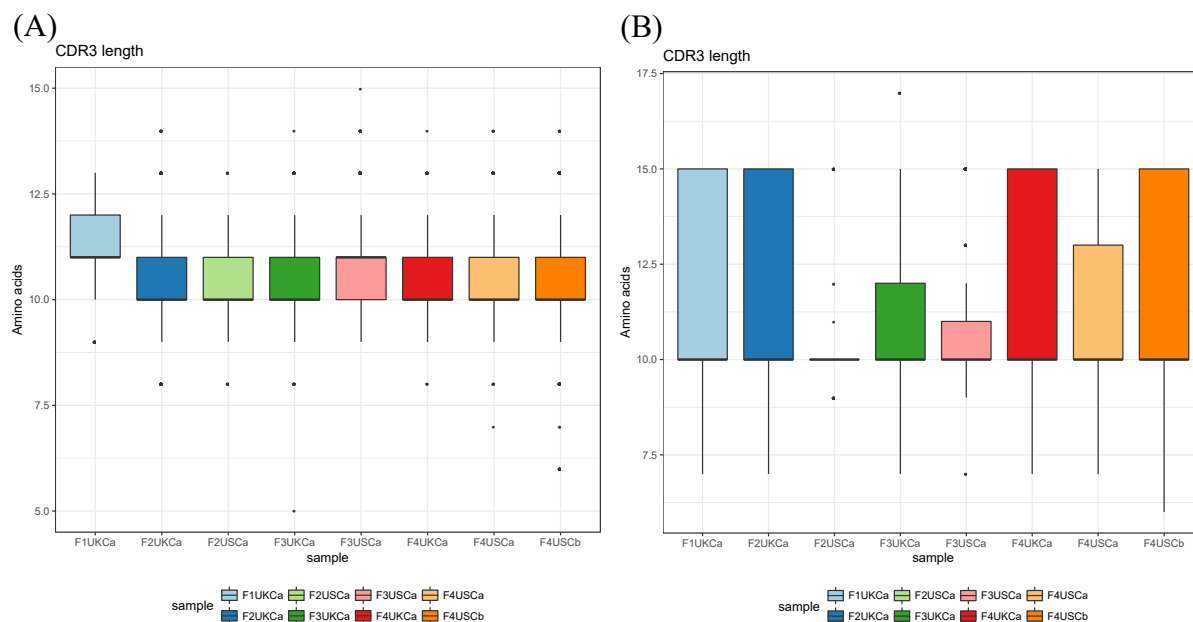 (A)
CDR3 length
15.0
12.5
10.0
7.5
5.0
Amino acids
F1UKCa F2UKCa F2USCa F3UKCa F3USCa F4UKCa F4USCa F4USCb
sample
sample
F1UKCa F2USCa F3USCa F4USCa
F2UKCa F3UKCa F4UKCa F4USCb
(B)
CDR3 length
17.5
15.0
12.5
10.0
7.5
Amino acids
F1UKCa F2UKCa F2USCa F3UKCa F3USCa F4UKCa F4USCa F4USCb
sample
sample
F1UKCa F2USCa F3USCa F4USCa
F2UKCa F3UKCa F4UKCa F4USCb